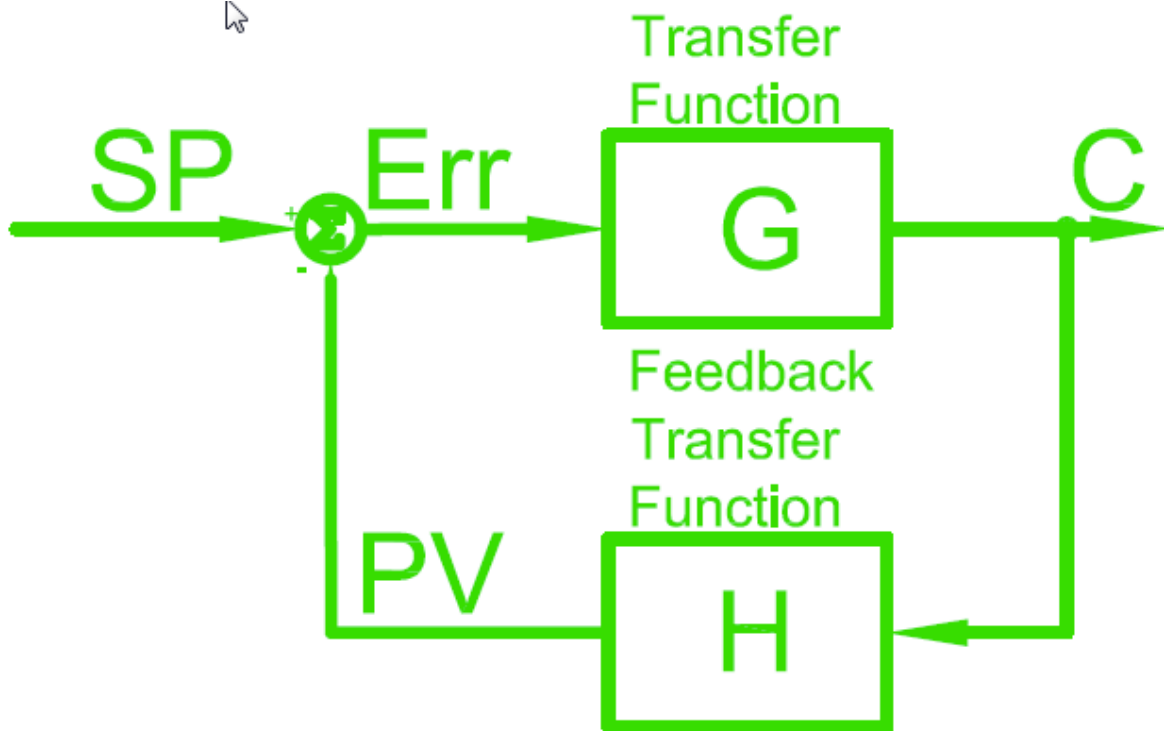 Transfer
Function
SP
Err
C
+
Σ
G
-
Feedback
Transfer
Function
PV
H